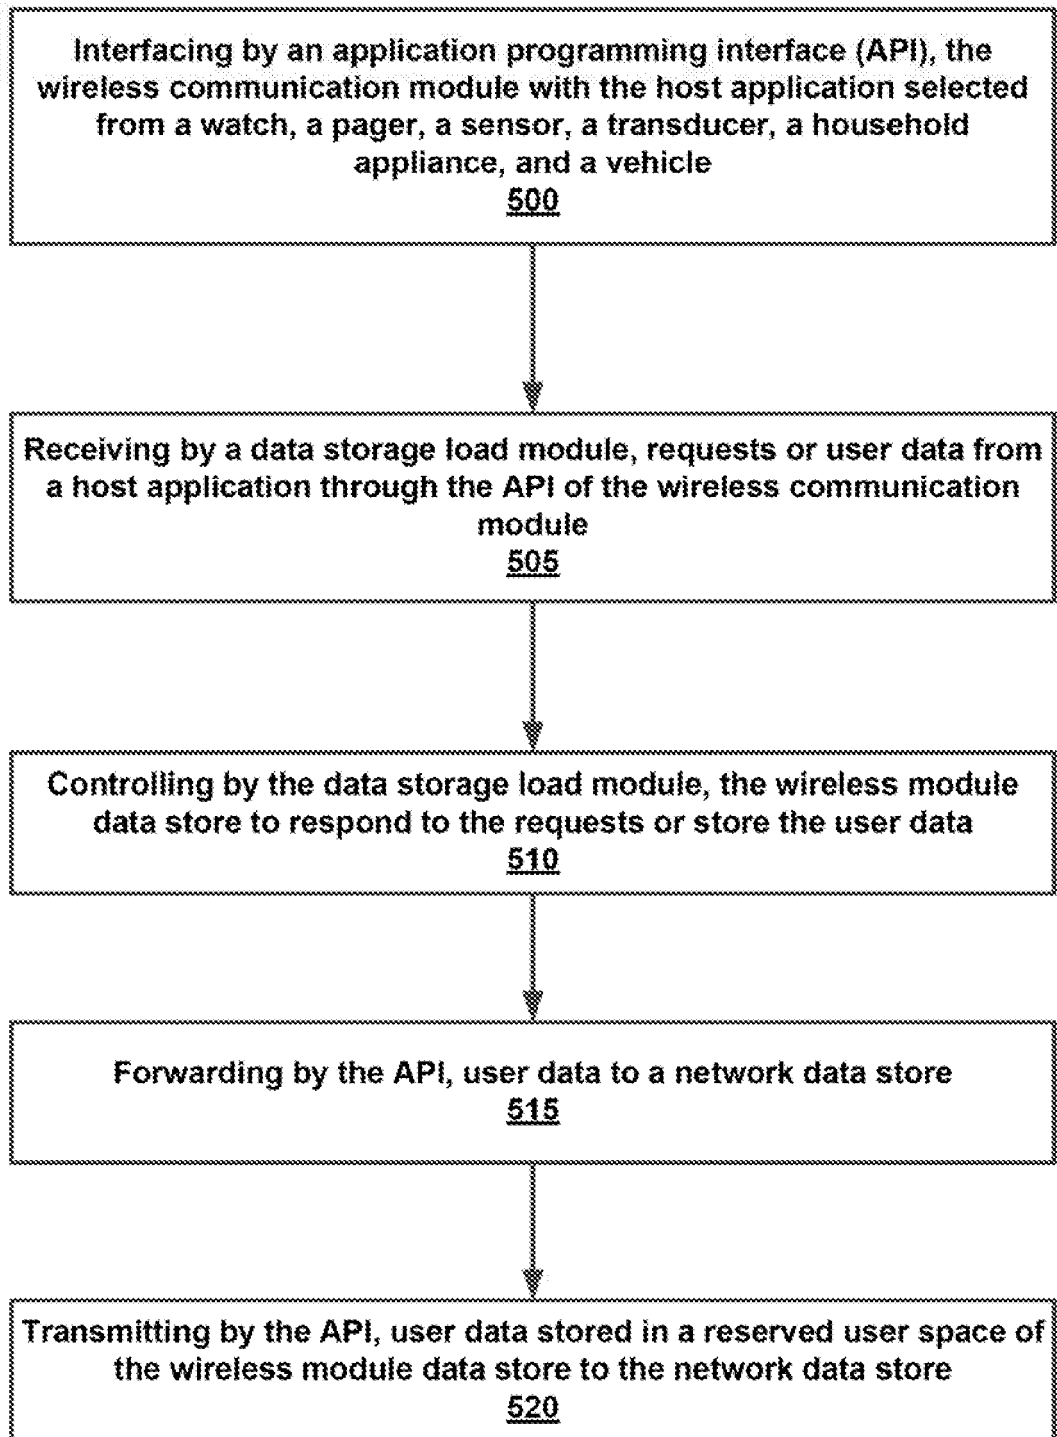 Interfacing by an application programming interface (API), the
wireless communication module with the host application selected
from a watch, a pager, a sensor, a transducer, a household
appliance, and a vehicle
500
Receiving by a data storage load module, requests or user data from
a host application through the API of the wireless communication
module
505
Controlling by the data storage load module, the wireless module
data store to respond to the requests or store the user data
510
Forwarding by the API, user data to a network data store
515
Transmitting by the API, user data stored in a reserved user space of
the wireless module data store to the network data store
520